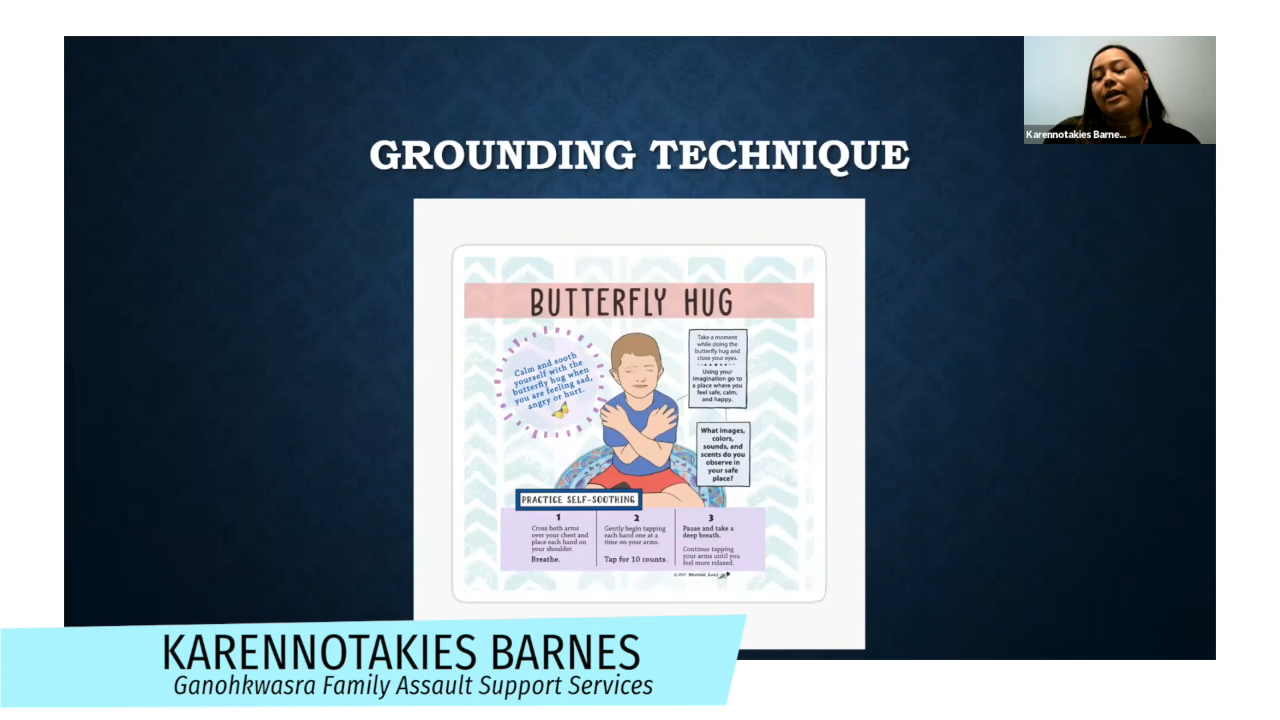 Karennotakies Barne...
GROUNDING TECHNIQUE
BUTTERFLY HUG
Calm and sooth
yourself with the
butterfly hug when
you are feeling sad,
angry or hurt.
Take a moment
while doing the
butterfly hug and
close your eyes.
Using your
imagination go to
a place where you
feel safe, calm,
and happy.
What images,
colors,
sounds, and
scents do you
observe in
your safe
place?
PRACTICE SELF-SOOTHING
1
Cross both arms
over your chest and
place each hand on
your shoulder.
Breathe.
2
Gently begin tapping
each hand one at a
time on your arms.
Tap for 10 counts.
3
Pause and take a
deep breath.
Continue tapping
your arms until you
feel more relaxed.
KARENNOTAKIES BARNES
Ganohkwasra Family Assault Support Services